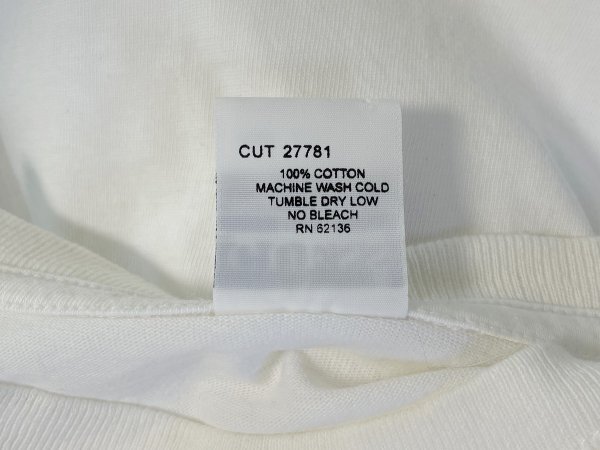 CUT 27781
100% COTTON
MACHINE WASH COLD
TUMBLE DRY LOW
NO BLEACH
RN 62136